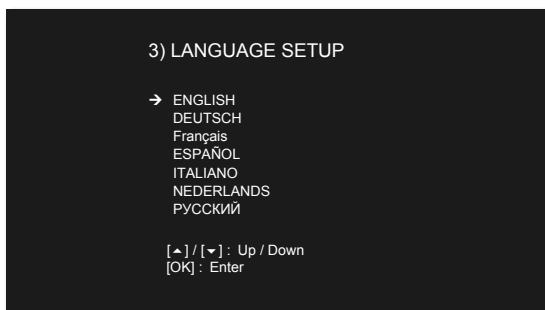 3) LANGUAGE SETUP
→ ENGLISH
DEUTSCH
Français
ESPAÑOL
ITALIANO
NEDERLANDS
РУССКИЙ
[▲] / [▼] : Up / Down
[OK] : Enter